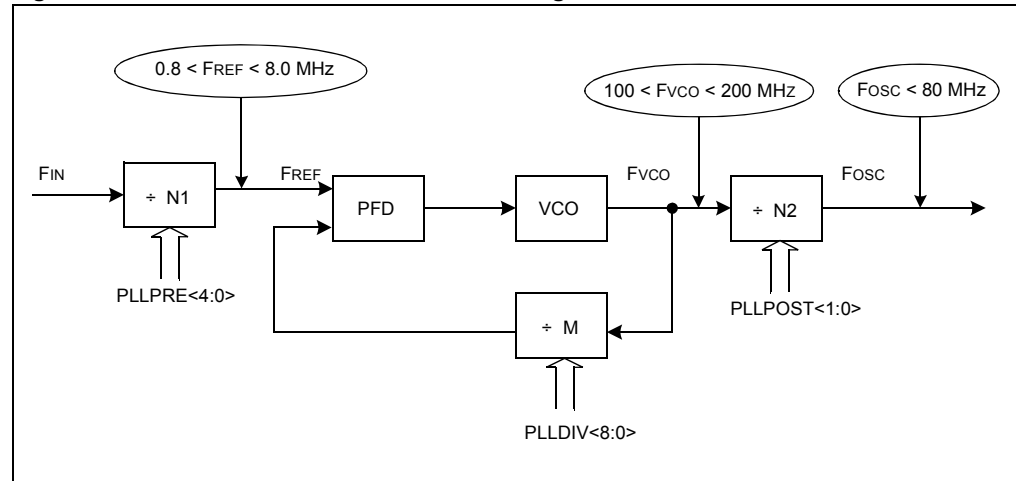 0.8 < FREF < 8.0 MHz
100 < FVCO < 200 MHz
FOSC < 80 MHz
FIN
÷ N1
FREF
PFD
VCO
FVCO
÷ N2
FOSC
PLLPRE<4:0>
PLLPOST<1:0>
÷ M
PLLDIV<8:0>